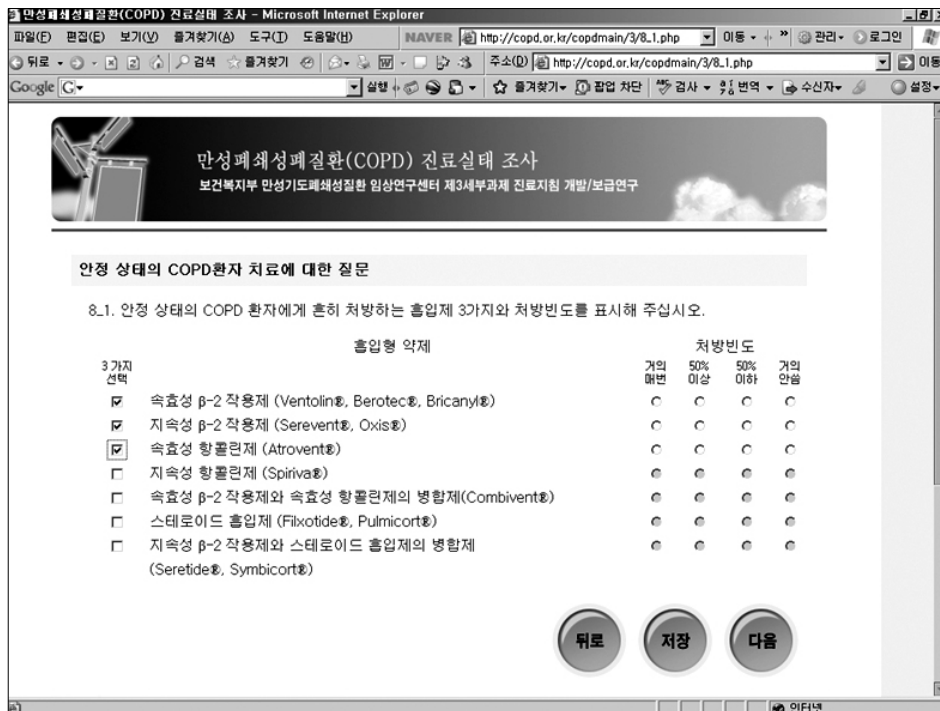 만성폐쇄성폐질환(COPD) 진료실태 조사 - Microsoft Internet Explorer
파일(F) 편집(E) 보기(V) 즐겨찾기(A) 도구(T) 도움말(H) NAVER http://copd.or.kr/copdmain/3/8_1.php 이동 관리 로그인
뒤로 검색 즐겨찾기 주소(D) http://copd.or.kr/copdmain/3/8_1.php 이동
Google G 실행 즐겨찾기 팝업 차단 검사 번역 수신자 설정
만성폐쇄성폐질환(COPD) 진료실태 조사
보건복지부 만성기도폐쇄성질환 임상연구센터 제3세부과제 진료지침 개발/보급연구
안정 상태의 COPD환자 치료에 대한 질문
8_1. 안정 상태의 COPD 환자에게 흔히 처방하는 흡입제 3가지와 처방빈도를 표시해 주십시오.
흡입형 약제 처방빈도
3가지 선택 거의 매번 50% 이상 50% 이하 거의 안씀
속효성 β-2 작용제 (Ventolin®, Berotec®, Bricanyl®)
지속성 β-2 작용제 (Serevent®, Oxis®)
속효성 항콜린제 (Atrovent®)
지속성 항콜린제 (Spiriva®)
속효성 β-2 작용제와 속효성 항콜린제의 병합제(Combivent®)
스테로이드 흡입제 (Filxotide®, Pulmicort®)
지속성 β-2 작용제와 스테로이드 흡입제의 병합제
(Seretide®, Symbicort®)
뒤로 저장 다음
인터넷